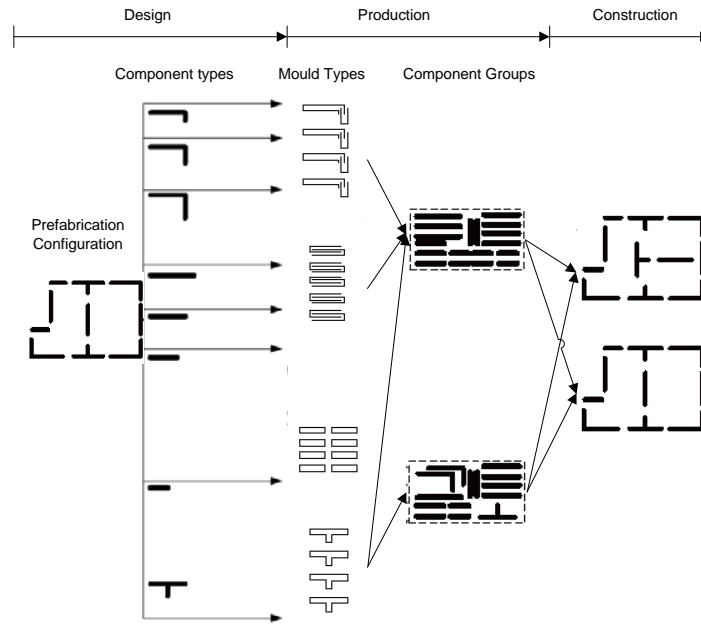 Design
Production
Construction
Component types
Mould Types
Component Groups
Prefabrication
Configuration